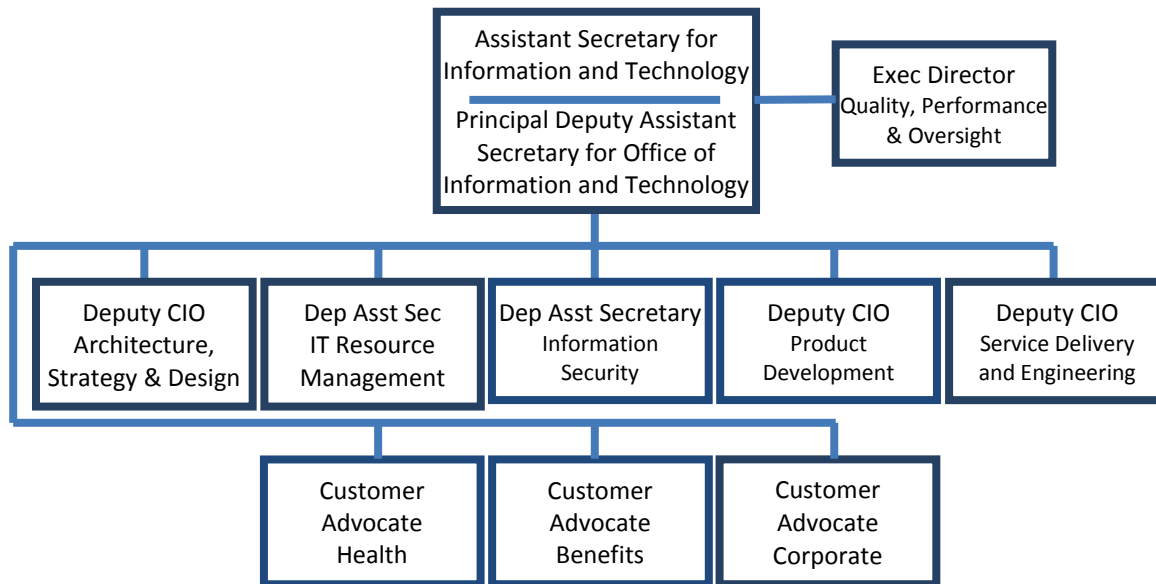 Assistant Secretary for
Information and Technology
Principal Deputy Assistant
Secretary for Office of
Information and Technology
Exec Director
Quality, Performance
& Oversight
Deputy CIO
Architecture,
Strategy & Design
Dep Asst Sec
IT Resource
Management
Dep Asst Secretary
Information
Security
Deputy CIO
Product
Development
Deputy CIO
Service Delivery
and Engineering
Customer
Advocate
Health
Customer
Advocate
Benefits
Customer
Advocate
Corporate